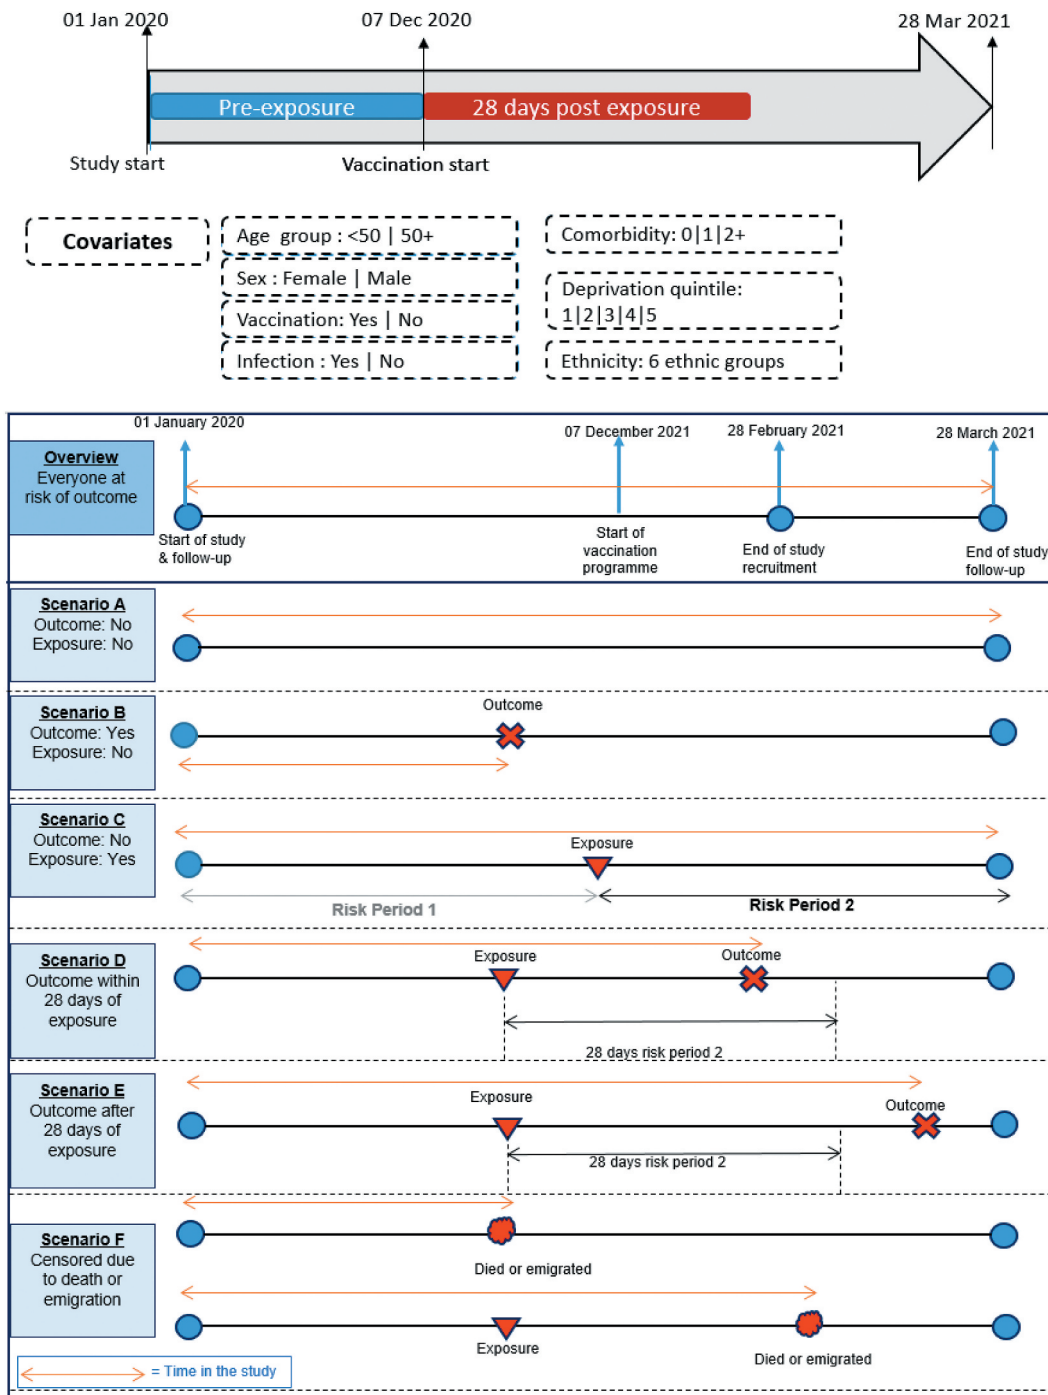 01 Jan 2020
07 Dec 2020
28 Mar 2021
Pre-exposure
28 days post exposure
Study start
Vaccination start
Covariates
Age group : <50 | 50+
Sex : Female | Male
Vaccination: Yes | No
Infection : Yes | No
Comorbidity: 0|1|2+
Deprivation quintile:
1|2|3|4|5
Ethnicity: 6 ethnic groups
Overview
Everyone at
risk of outcome
01 January 2020
07 December 2021
28 February 2021
28 March 2021
Start of study
& follow-up
Start of
vaccination
programme
End of study
recruitment
End of study
follow-up
Scenario A
Outcome: No
Exposure: No
Scenario B
Outcome: Yes
Exposure: No
Outcome
Scenario C
Outcome: No
Exposure: Yes
Exposure
Risk Period 1
Risk Period 2
Scenario D
Outcome within
28 days of
exposure
Exposure
Outcome
28 days risk period 2
Scenario E
Outcome after
28 days of
exposure
Exposure
Outcome
28 days risk period 2
Scenario F
Censored due
to death or
emigration
Died or emigrated
Exposure
Died or emigrated
= Time in the study